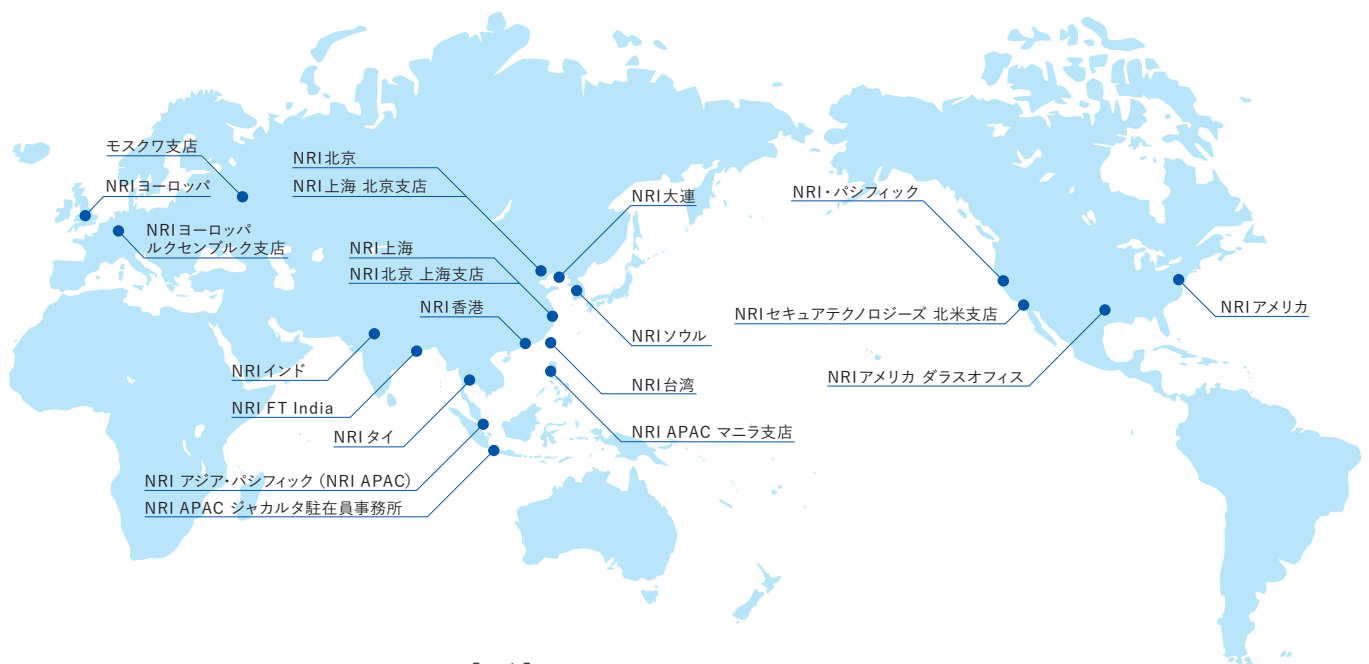 モスクワ支店
NRIヨーロッパ
NRIヨーロッパ
ルクセンブルク支店
NRI北京
NRI上海 北京支店
NRI上海
NRI北京 上海支店
NRI香港
NRIインド
NRI FT India
NRIタイ
NRI アジア・パシフィック（NRI APAC）
NRI APAC ジャカルタ駐在員事務所
NRI大連
NRIソウル
NRI台湾
NRI APAC マニラ支店
NRI・パシフィック
NRIセキュアテクノロジーズ 北米支店
NRIアメリカ ダラスオフィス
NRIアメリカ